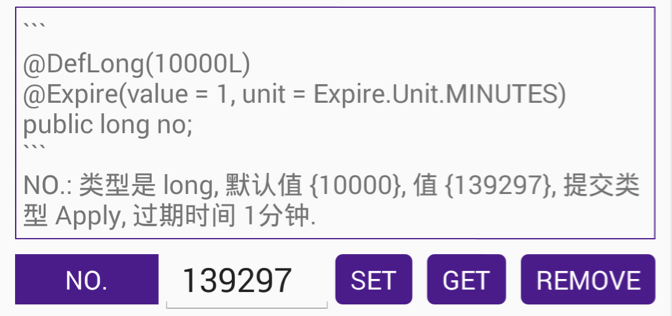 ```
@DefLong(10000L)
@Expire(value = 1, unit = Expire.Unit.MINUTES)
public long no;
```
NO.: 类型是 long, 默认值 {10000}, 值 {139297}, 提交类
型 Apply, 过期时间 1分钟.
NO. 139297 SET GET REMOVE